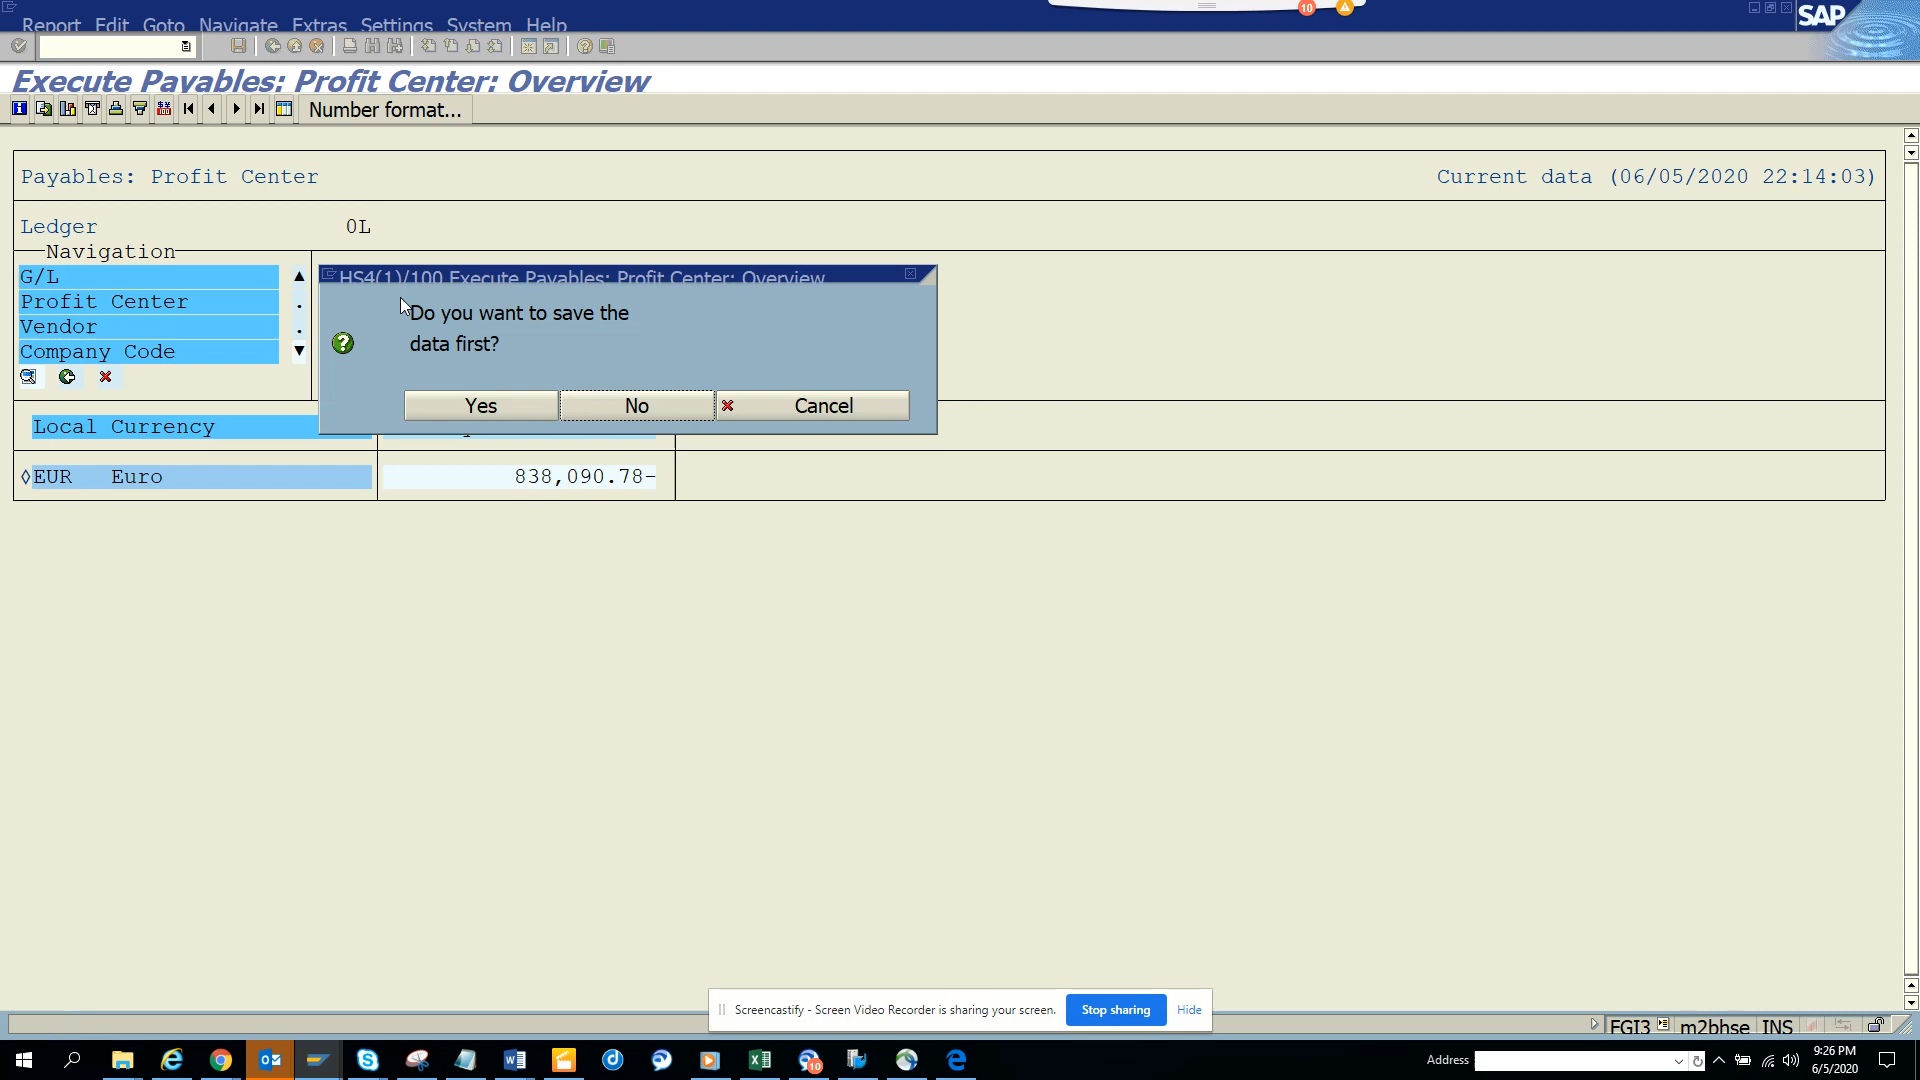 Report Edit Goto Navigate Extras Settings System Help
SAP
10
Execute Payables: Profit Center: Overview
Number format...
Payables: Profit Center
Current data (06/05/2020 22:14:03)
Ledger 0L
Navigation
G/L
Profit Center
Vendor
Company Code
HS4(1)/100 Execute Payables: Profit Center: Overview
Do you want to save the
data first?
Yes
No
Cancel
Local Currency
EUR Euro 838,090.78-
Screencastify - Screen Video Recorder is sharing your screen.
Stop sharing
Hide
FGI3 m2bhse INS
Address
10
9:26 PM
6/5/2020